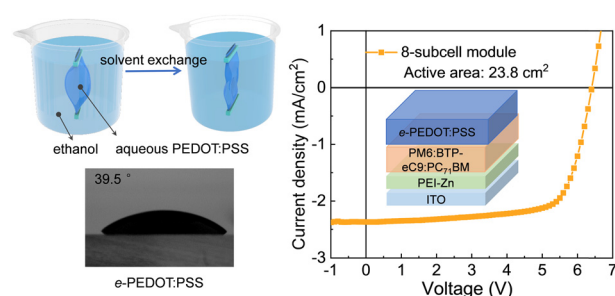 solvent exchange
ethanol
aqueous PEDOT:PSS
39.5 °
e-PEDOT:PSS
Current density (mA/cm²)
1
0
-1
-2
-3
8-subcell module
Active area: 23.8 cm²
e-PEDOT:PSS
PM6:BTP-
eC9:PC₇₁BM
PEI-Zn
ITO
-1 0 1 2 3 4 5 6 7
Voltage (V)